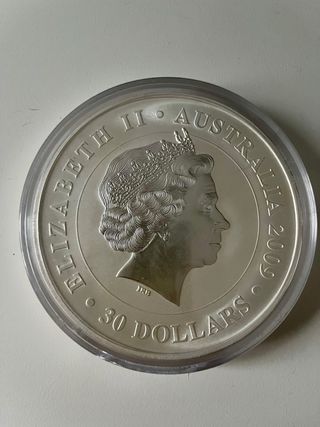 ELIZABETH II · AUSTRALIA 2009 ·
30 DOLLARS ·
IRB